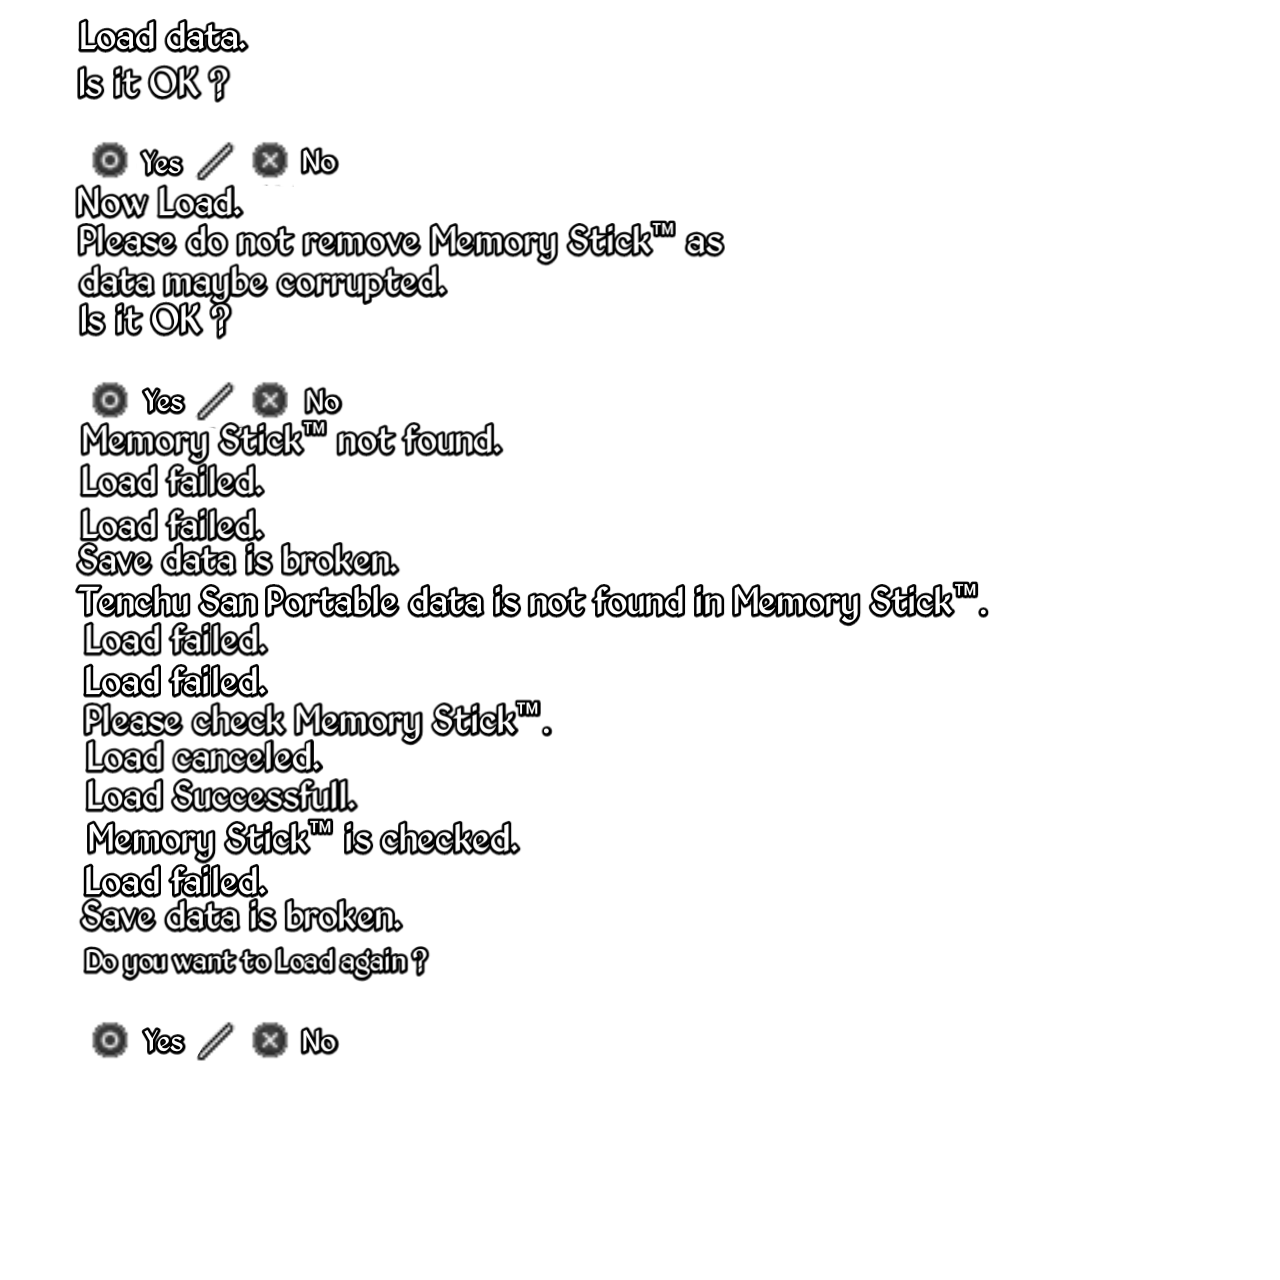 Load data.
Is it OK ?
Yes / No
Now Load.
Please do not remove Memory Stick™ as
data maybe corrupted.
Is it OK ?
Yes / No
Memory Stick™ not found.
Load failed.
Load failed.
Save data is broken.
Tenchu San Portable data is not found in Memory Stick™.
Load failed.
Load failed.
Please check Memory Stick™.
Load canceled.
Load Successfull.
Memory Stick™ is checked.
Load failed.
Save data is broken.
Do you want to Load again ?
Yes / No